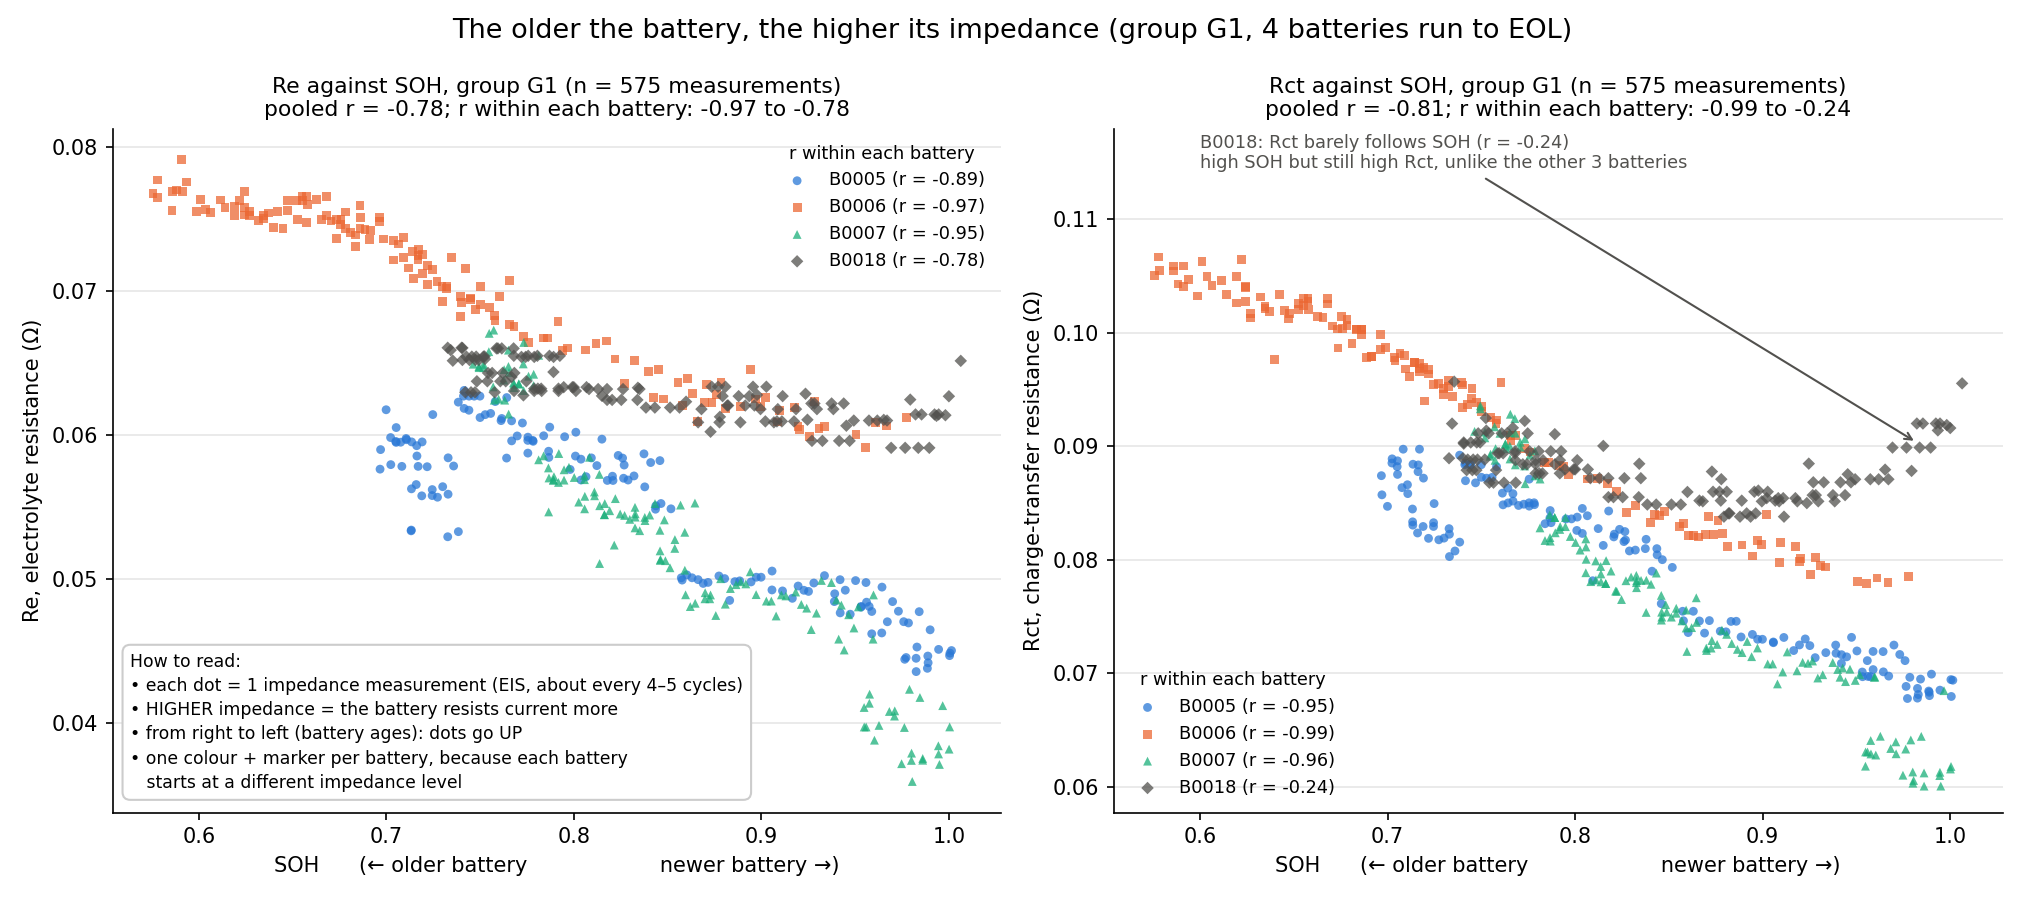 The older the battery, the higher its impedance (group G1, 4 batteries run to EOL)
Re against SOH, group G1 (n = 575 measurements)
pooled r = -0.78; r within each battery: -0.97 to -0.78
Re, electrolyte resistance (Ω)
0.08
0.07
0.06
0.05
0.04
r within each battery
B0005 (r = -0.89)
B0006 (r = -0.97)
B0007 (r = -0.95)
B0018 (r = -0.78)
How to read:
• each dot = 1 impedance measurement (EIS, about every 4–5 cycles)
• HIGHER impedance = the battery resists current more
• from right to left (battery ages): dots go UP
• one colour + marker per battery, because each battery
starts at a different impedance level
0.6 0.7 0.8 0.9 1.0
SOH (← older battery newer battery →)
Rct against SOH, group G1 (n = 575 measurements)
pooled r = -0.81; r within each battery: -0.99 to -0.24
B0018: Rct barely follows SOH (r = -0.24)
high SOH but still high Rct, unlike the other 3 batteries
Rct, charge-transfer resistance (Ω)
0.11
0.10
0.09
0.08
0.07
0.06
r within each battery
B0005 (r = -0.95)
B0006 (r = -0.99)
B0007 (r = -0.96)
B0018 (r = -0.24)
0.6 0.7 0.8 0.9 1.0
SOH (← older battery newer battery →)